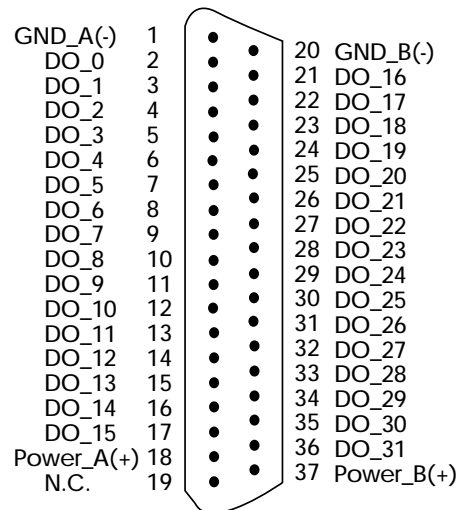 GND_A(-) 1
DO_0 2
DO_1 3
DO_2 4
DO_3 5
DO_4 6
DO_5 7
DO_6 8
DO_7 9
DO_8 10
DO_9 11
DO_10 12
DO_11 13
DO_12 14
DO_13 15
DO_14 16
DO_15 17
Power_A(+) 18
N.C. 19
20 GND_B(-)
21 DO_16
22 DO_17
23 DO_18
24 DO_19
25 DO_20
26 DO_21
27 DO_22
28 DO_23
29 DO_24
30 DO_25
31 DO_26
32 DO_27
33 DO_28
34 DO_29
35 DO_30
36 DO_31
37 Power_B(+)